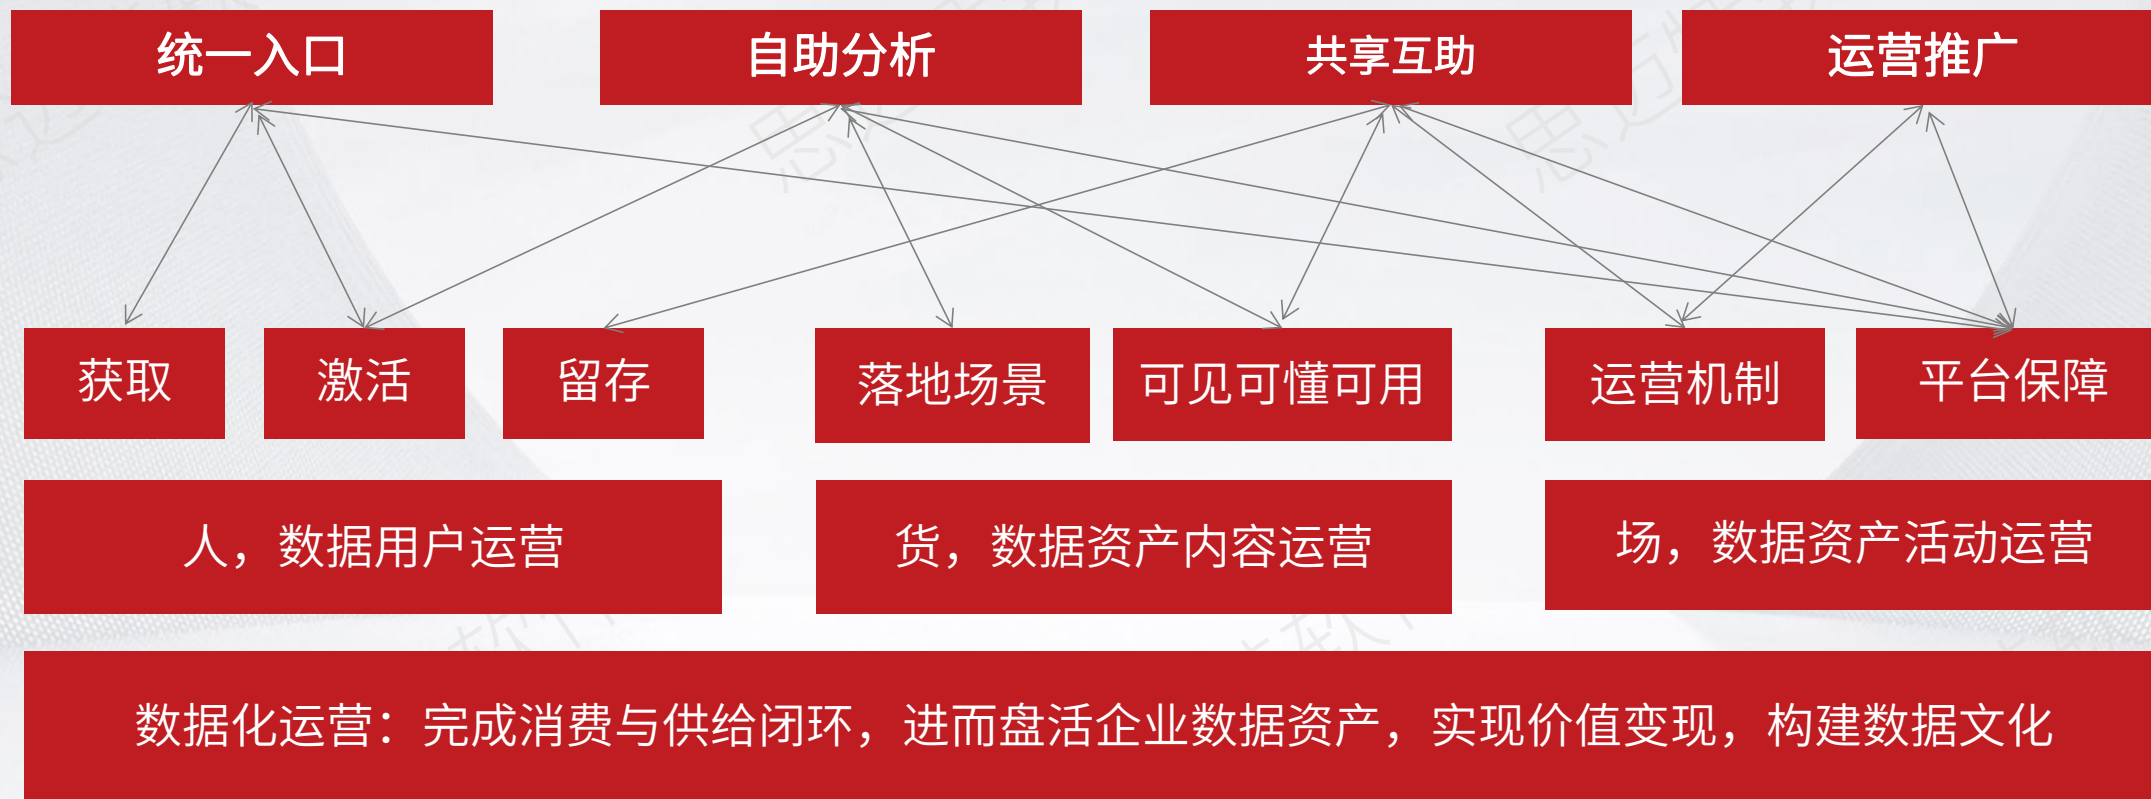 统一入口
自助分析
共享互助
运营推广
获取
激活
留存
落地场景
可见可懂可用
运营机制
平台保障
人，数据用户运营
货，数据资产内容运营
场，数据资产活动运营
数据化运营：完成消费与供给闭环，进而盘活企业数据资产，实现价值变现，构建数据文化